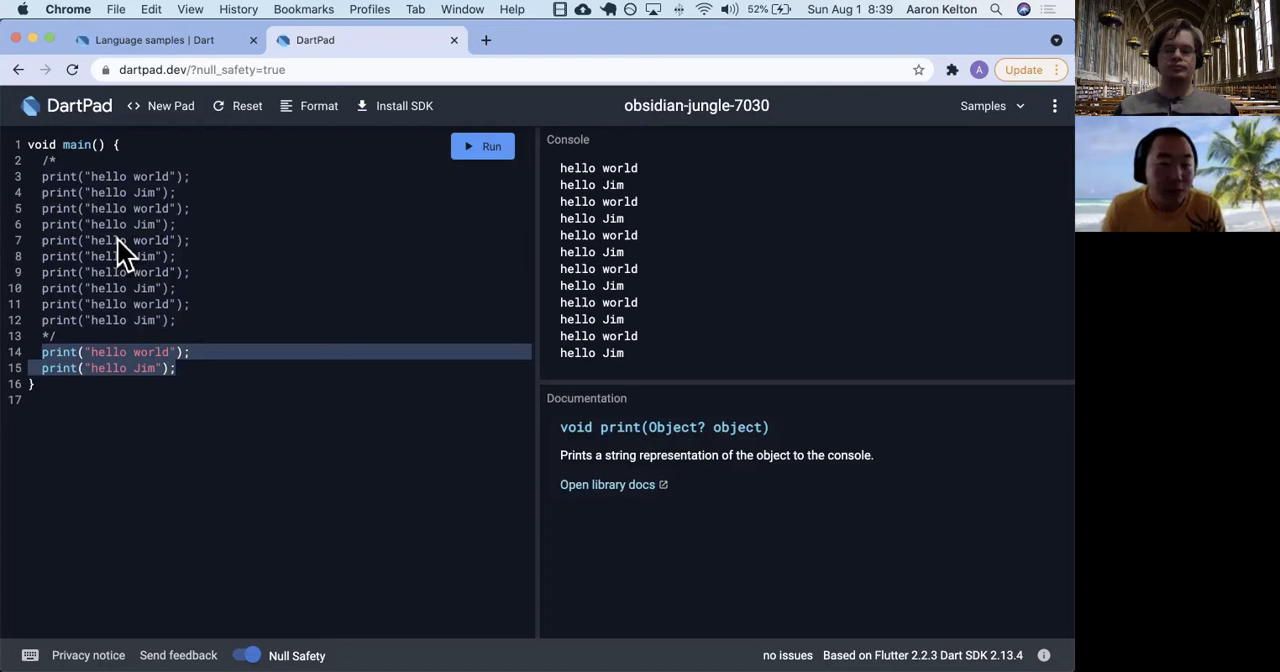 Chrome File Edit View History Bookmarks Profiles Tab Window Help 52% Sun Aug 1 8:39 Aaron Kelton
Language samples | Dart DartPad
dartpad.dev/?null_safety=true A Update
DartPad <> New Pad Reset Format Install SDK obsidian-jungle-7030 Samples
Run
1 void main() {
2 /*
3 print("hello world");
4 print("hello Jim");
5 print("hello world");
6 print("hello Jim");
7 print("hello world");
8 print("hello Jim");
9 print("hello world");
10 print("hello Jim");
11 print("hello world");
12 print("hello Jim");
13 */
14 print("hello world");
15 print("hello Jim");
16 }
17
Console
hello world
hello Jim
hello world
hello Jim
hello world
hello Jim
hello world
hello Jim
hello world
hello Jim
hello world
hello Jim
Documentation
void print(Object? object)
Prints a string representation of the object to the console.
Open library docs
Privacy notice Send feedback Null Safety no issues Based on Flutter 2.2.3 Dart SDK 2.13.4